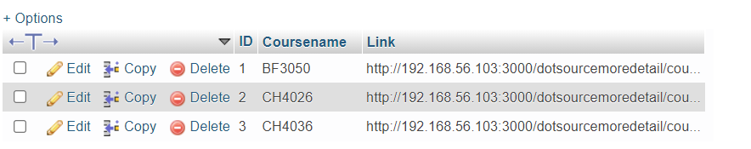 + Options
←T→ ID Coursename Link
Edit Copy Delete 1 BF3050 http://192.168.56.103:3000/dotsourcemoredetail/cou...
Edit Copy Delete 2 CH4026 http://192.168.56.103:3000/dotsourcemoredetail/cou...
Edit Copy Delete 3 CH4036 http://192.168.56.103:3000/dotsourcemoredetail/cou...